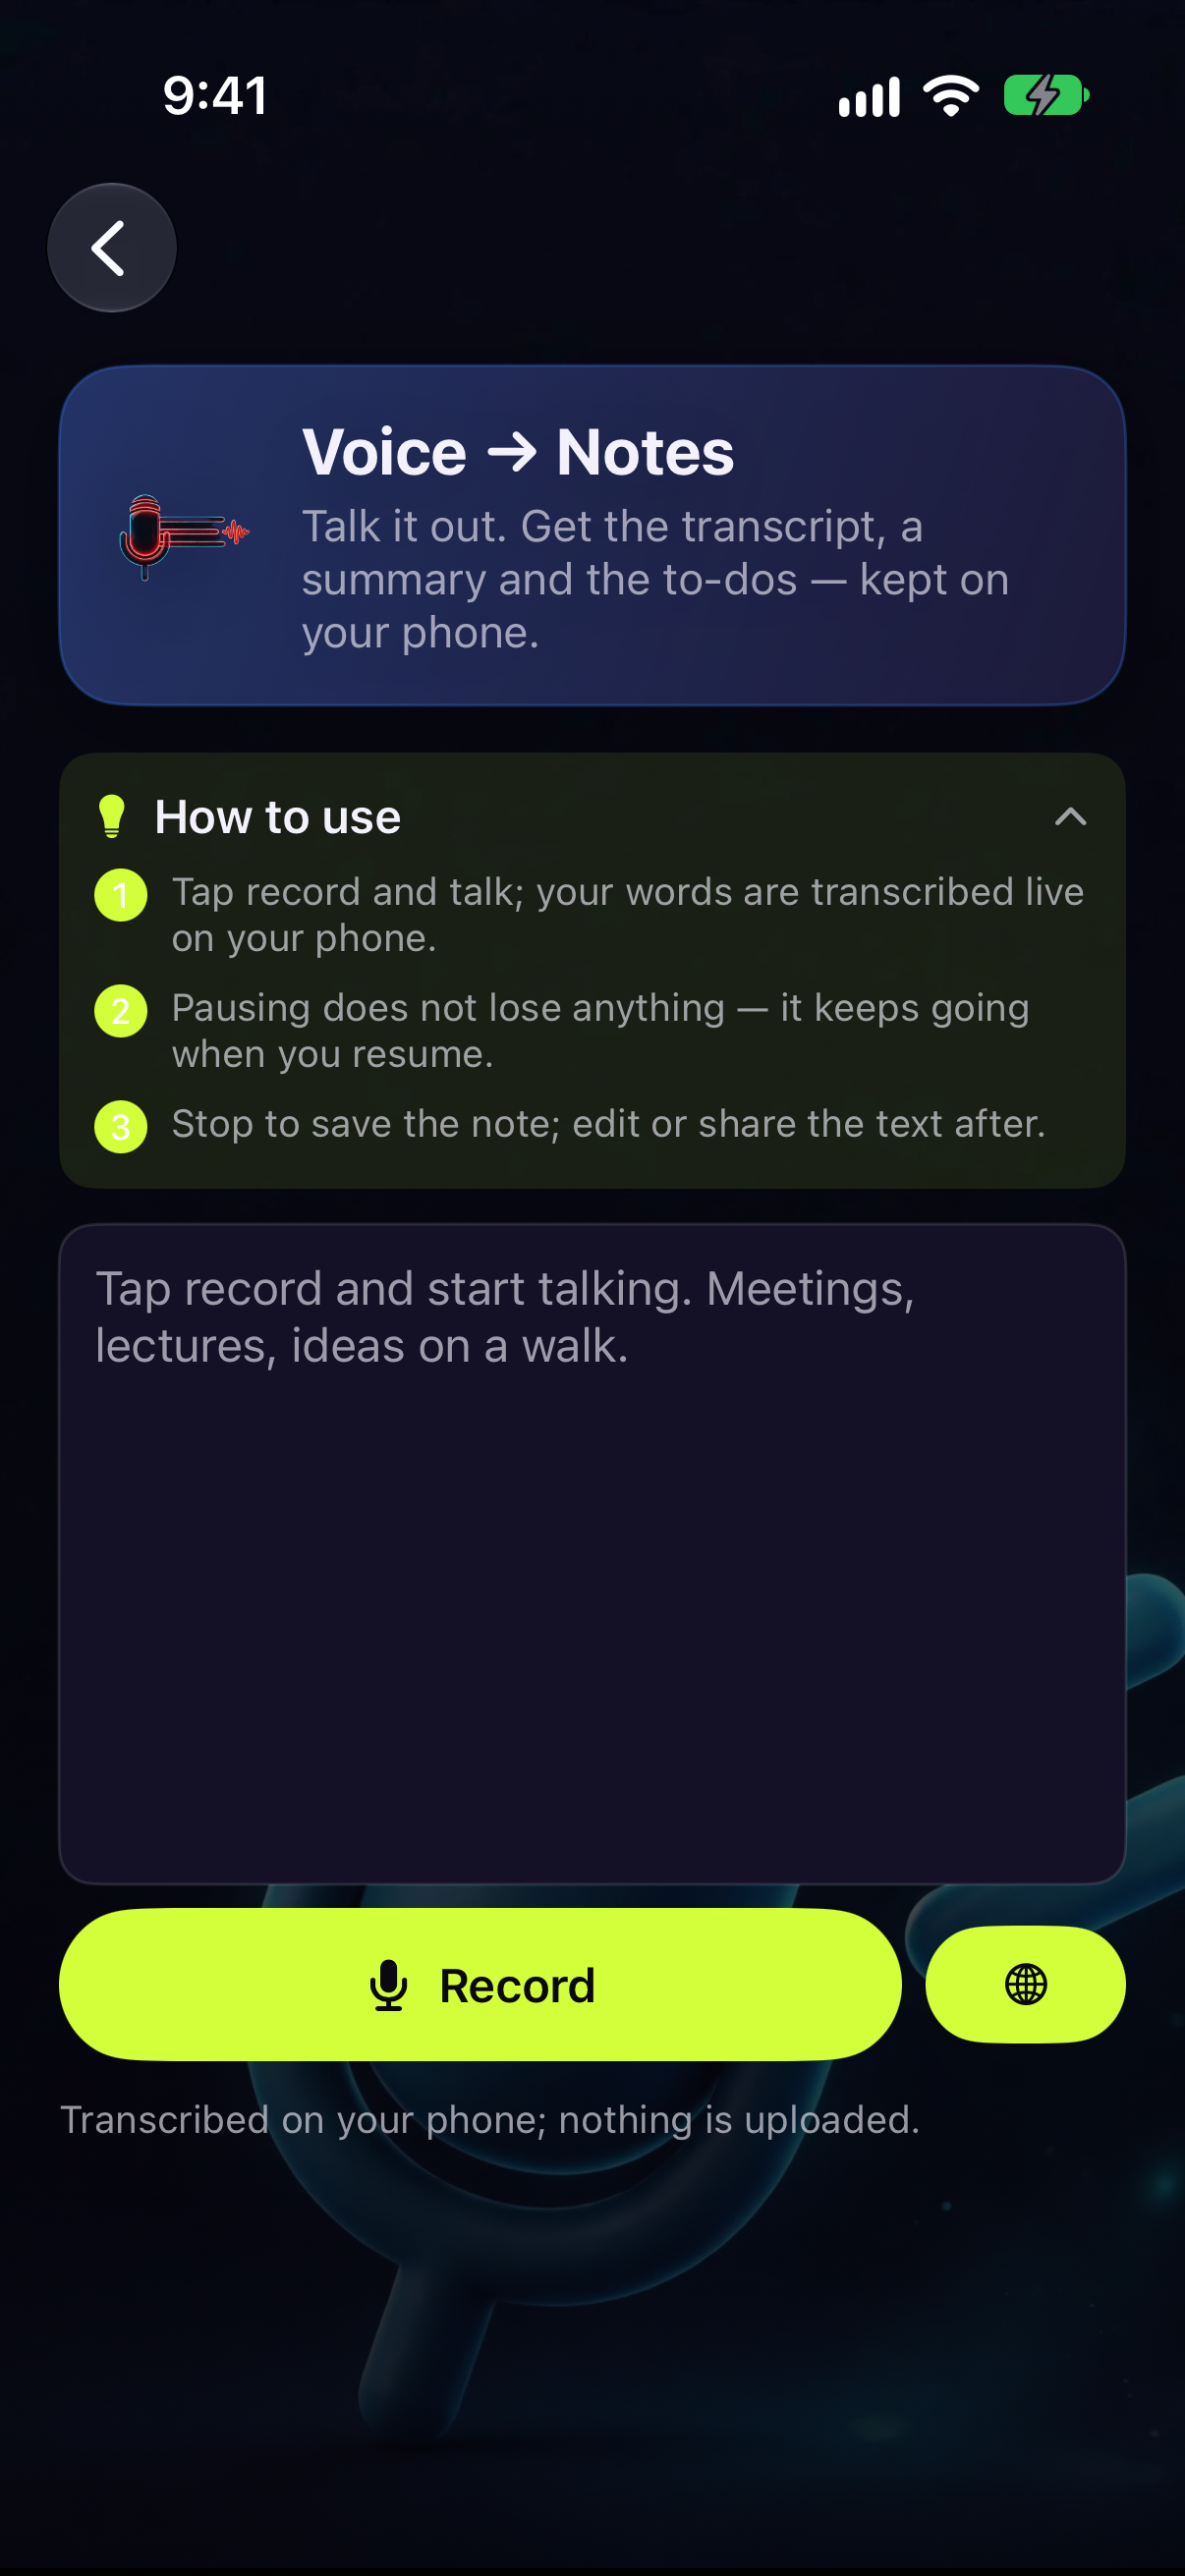 9:41
Voice → Notes
Talk it out. Get the transcript, a
summary and the to-dos — kept on
your phone.
How to use
1 Tap record and talk; your words are transcribed live
on your phone.
2 Pausing does not lose anything — it keeps going
when you resume.
3 Stop to save the note; edit or share the text after.
Tap record and start talking. Meetings,
lectures, ideas on a walk.
Record
Transcribed on your phone; nothing is uploaded.